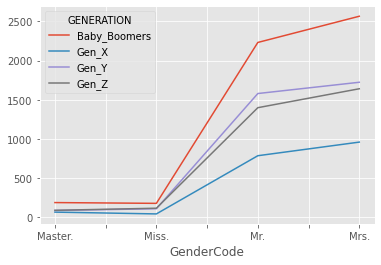 GENERATION
Baby_Boomers
Gen_X
Gen_Y
Gen_Z
2500
2000
1500
1000
500
0
Master. Miss. Mr. Mrs.
GenderCode